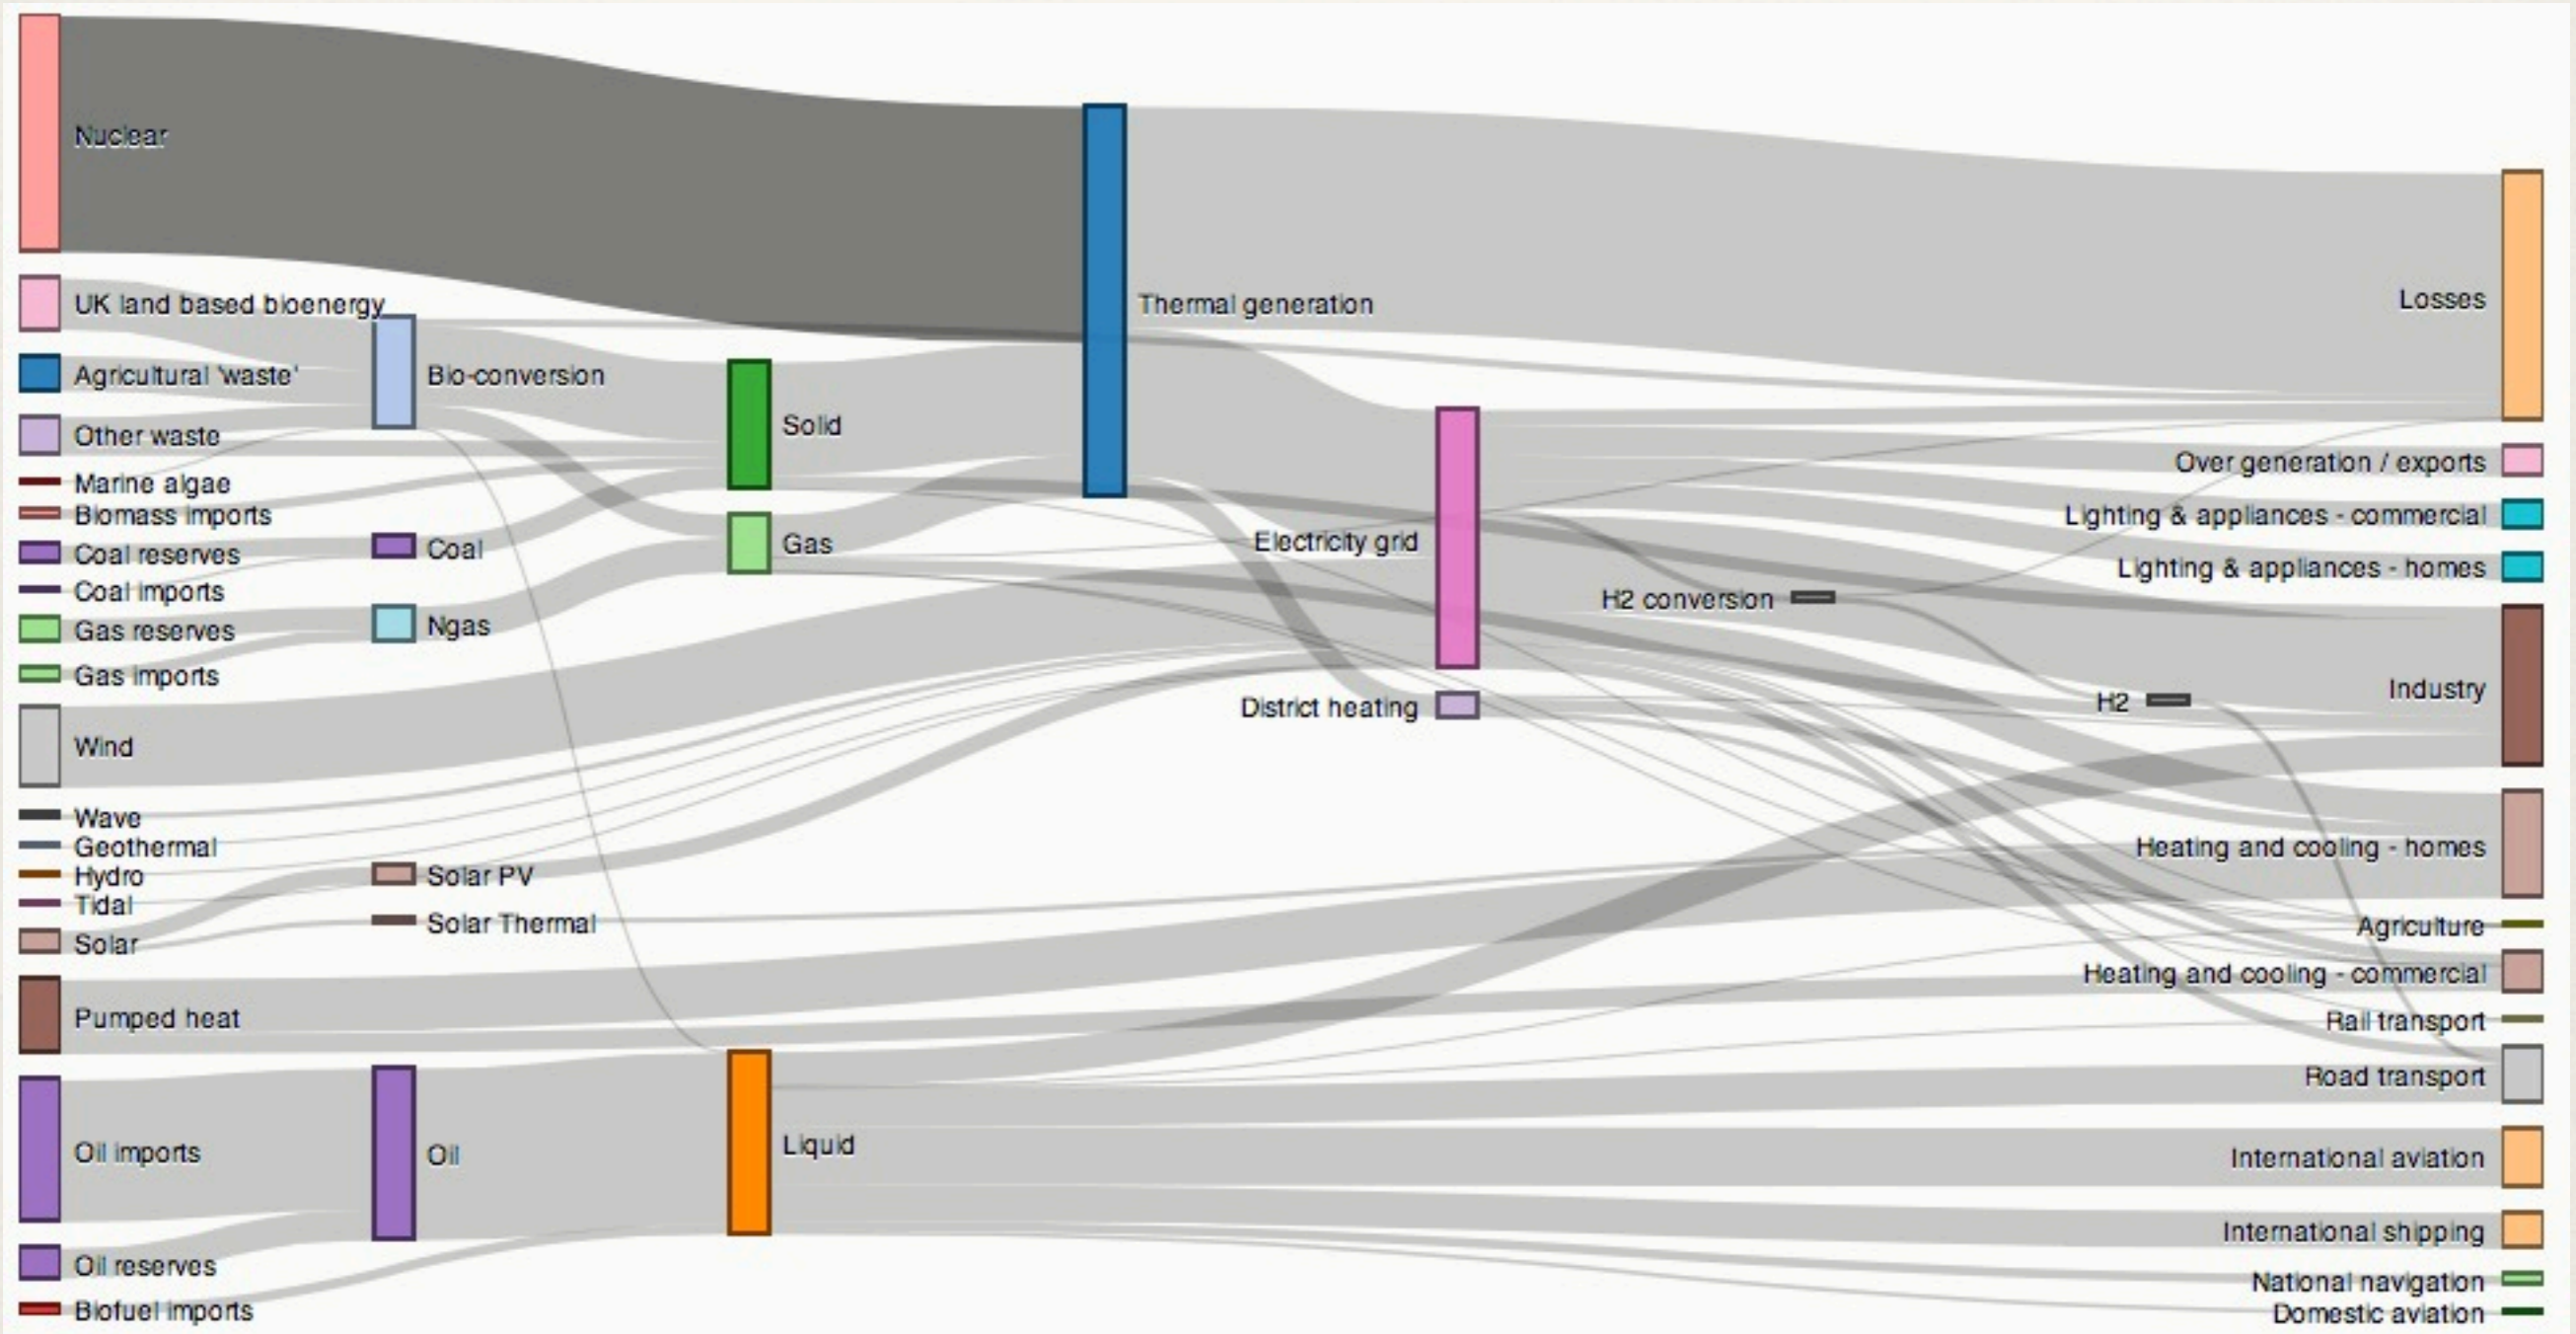 Nuclear
UK land based bioenergy
Agricultural 'waste'
Other waste
Marine algae
Biomass imports
Coal reserves
Coal imports
Gas reserves
Gas imports
Wind
Wave
Geothermal
Hydro
Tidal
Solar
Pumped heat
Oil imports
Oil reserves
Biofuel imports
Bio-conversion
Coal
Ngas
Solar PV
Solar Thermal
Oil
Solid
Gas
Liquid
Thermal generation
Electricity grid
District heating
H2 conversion
H2
Losses
Over generation / exports
Lighting & appliances - commercial
Lighting & appliances - homes
Industry
Heating and cooling - homes
Agriculture
Heating and cooling - commercial
Rail transport
Road transport
International aviation
International shipping
National navigation
Domestic aviation